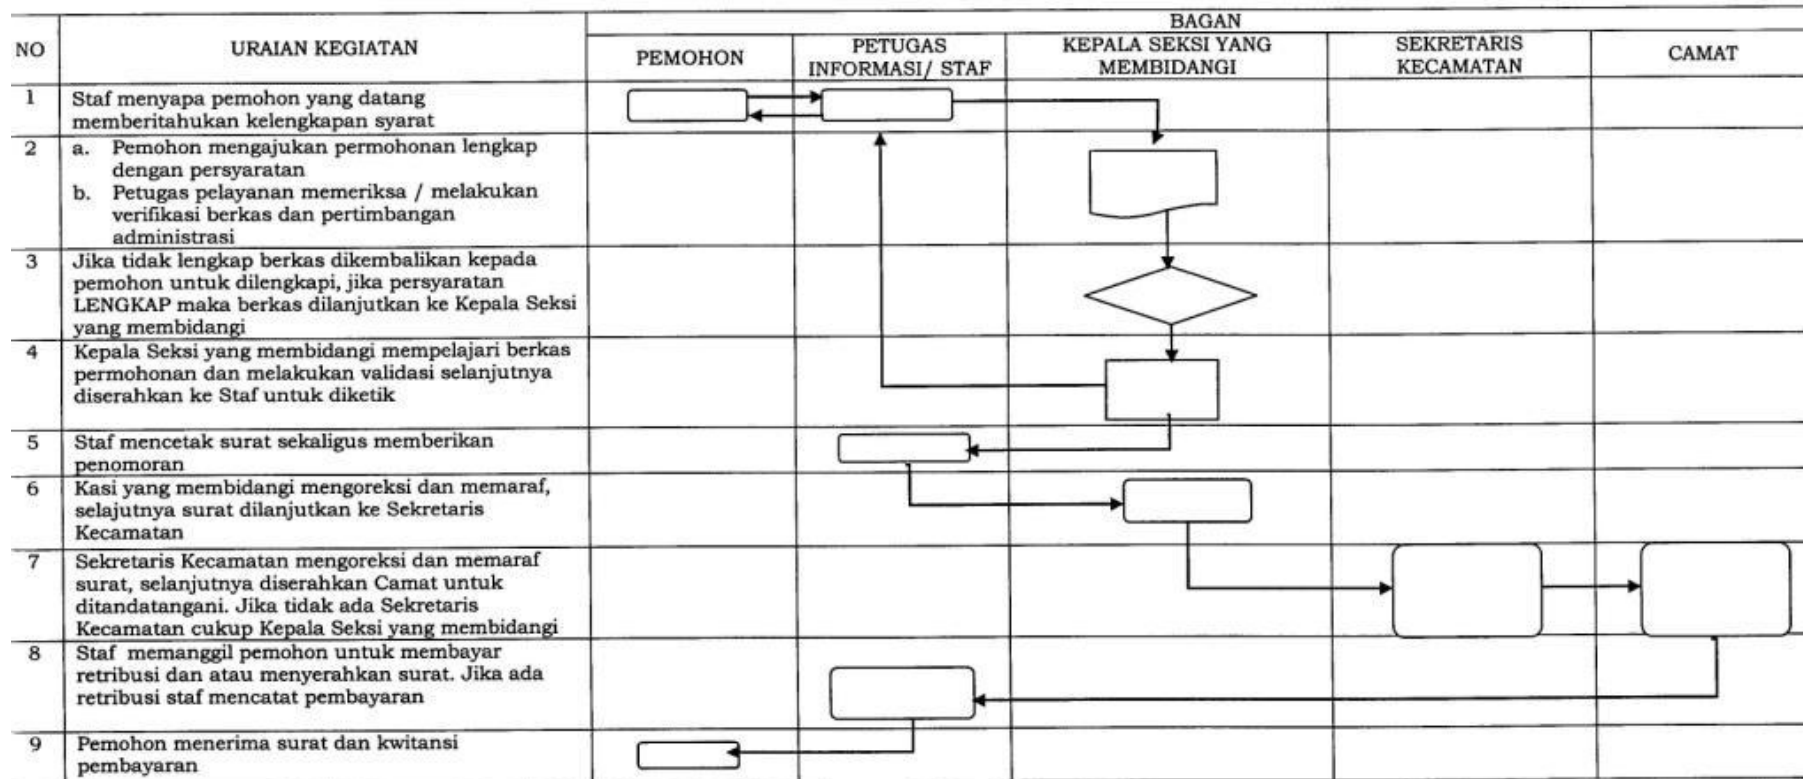 NO
URAIAN KEGIATAN
BAGAN
PEMOHON
PETUGAS
INFORMASI/ STAF
KEPALA SEKSI YANG
MEMBIDANGI
SEKRETARIS
KECAMATAN
CAMAT
1
Staf menyapa pemohon yang datang
memberitahukan kelengkapan syarat
2
a. Pemohon mengajukan permohonan lengkap
dengan persyaratan
b. Petugas pelayanan memeriksa / melakukan
verifikasi berkas dan pertimbangan
administrasi
3
Jika tidak lengkap berkas dikembalikan kepada
pemohon untuk dilengkapi, jika persyaratan
LENGKAP maka berkas dilanjutkan ke Kepala Seksi
yang membidangi
4
Kepala Seksi yang membidangi mempelajari berkas
permohonan dan melakukan validasi selanjutnya
diserahkan ke Staf untuk diketik
5
Staf mencetak surat sekaligus memberikan
penomoran
6
Kasi yang membidangi mengoreksi dan memaraf,
selajutnya surat dilanjutkan ke Sekretaris
Kecamatan
7
Sekretaris Kecamatan mengoreksi dan memaraf
surat, selanjutnya diserahkan Camat untuk
ditandatangani. Jika tidak ada Sekretaris
Kecamatan cukup Kepala Seksi yang membidangi
8
Staf memanggil pemohon untuk membayar
retribusi dan atau menyerahkan surat. Jika ada
retribusi staf mencatat pembayaran
9
Pemohon menerima surat dan kwitansi
pembayaran